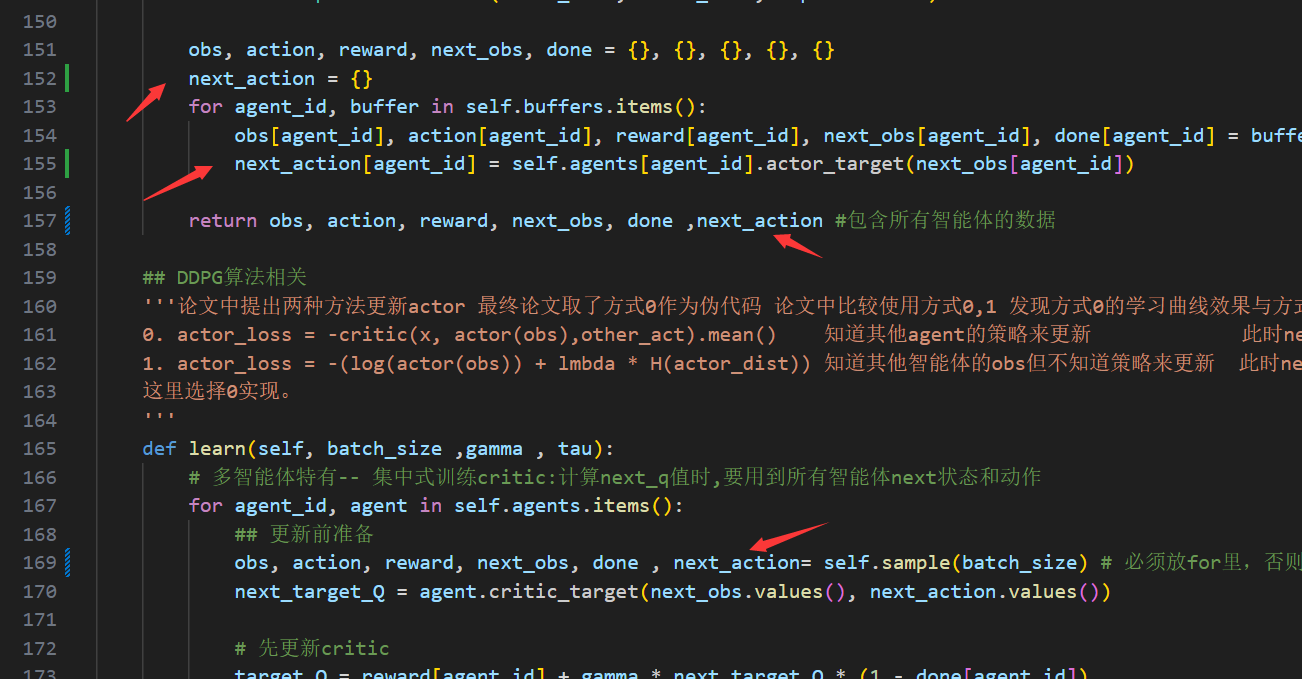 150
151 obs, action, reward, next_obs, done = {}, {}, {}, {}, {}
152 next_action = {}
153 for agent_id, buffer in self.buffers.items():
154 obs[agent_id], action[agent_id], reward[agent_id], next_obs[agent_id], done[agent_id] = buffe
155 next_action[agent_id] = self.agents[agent_id].actor_target(next_obs[agent_id])
156
157 return obs, action, reward, next_obs, done ,next_action #包含所有智能体的数据
158
159 ## DDPG算法相关
160 '''论文中提出两种方法更新actor 最终论文取了方式0作为伪代码 论文中比较使用方式0,1 发现方式0的学习曲线效果与方式
161 0. actor_loss = -critic(x, actor(obs),other_act).mean() 知道其他agent的策略来更新 此时ne
162 1. actor_loss = -(log(actor(obs)) + lmbda * H(actor_dist)) 知道其他智能体的obs但不知道策略来更新 此时ne
163 这里选择0实现。
164 '''
165 def learn(self, batch_size ,gamma , tau):
166 # 多智能体特有-- 集中式训练critic:计算next_q值时,要用到所有智能体next状态和动作
167 for agent_id, agent in self.agents.items():
168 ## 更新前准备
169 obs, action, reward, next_obs, done , next_action= self.sample(batch_size) # 必须放for里，否则
170 next_target_Q = agent.critic_target(next_obs.values(), next_action.values())
171
172 # 先更新critic
173 target_Q = reward[agent_id] + gamma * next_target_Q * (1 - done[agent_id])